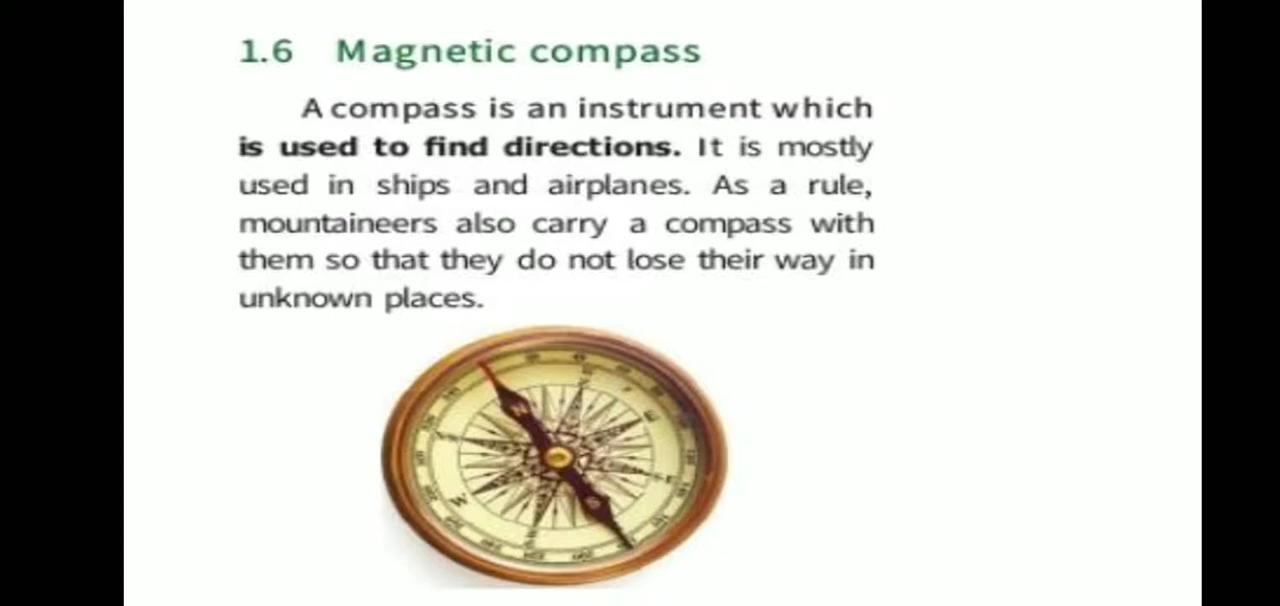 1.6 Magnetic compass
A compass is an instrument which
is used to find directions. It is mostly
used in ships and airplanes. As a rule,
mountaineers also carry a compass with
them so that they do not lose their way in
unknown places.
N
S
W
E